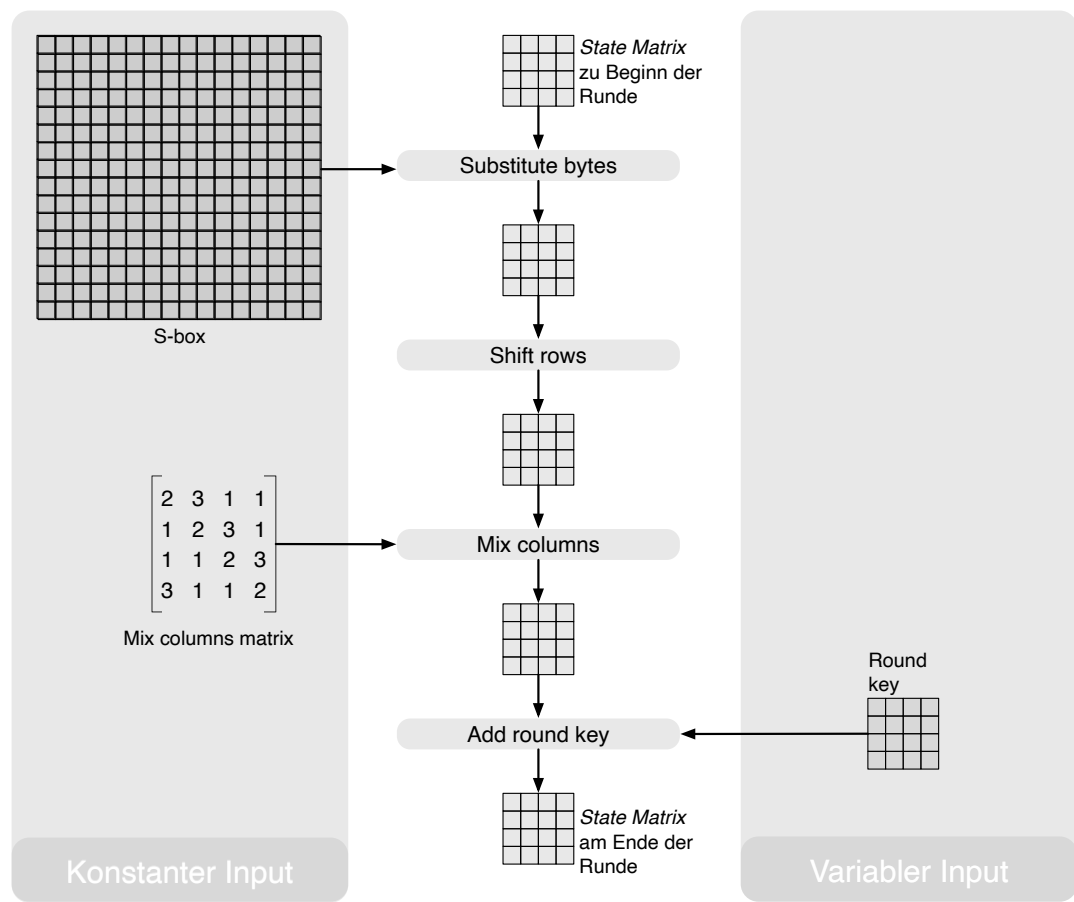 State Matrix
zu Beginn der
Runde
Substitute bytes
S-box
Shift rows
2 3 1 1
1 2 3 1
1 1 2 3
3 1 1 2
Mix columns
Mix columns matrix
Round
key
Add round key
State Matrix
am Ende der
Runde
Konstanter Input
Variabler Input